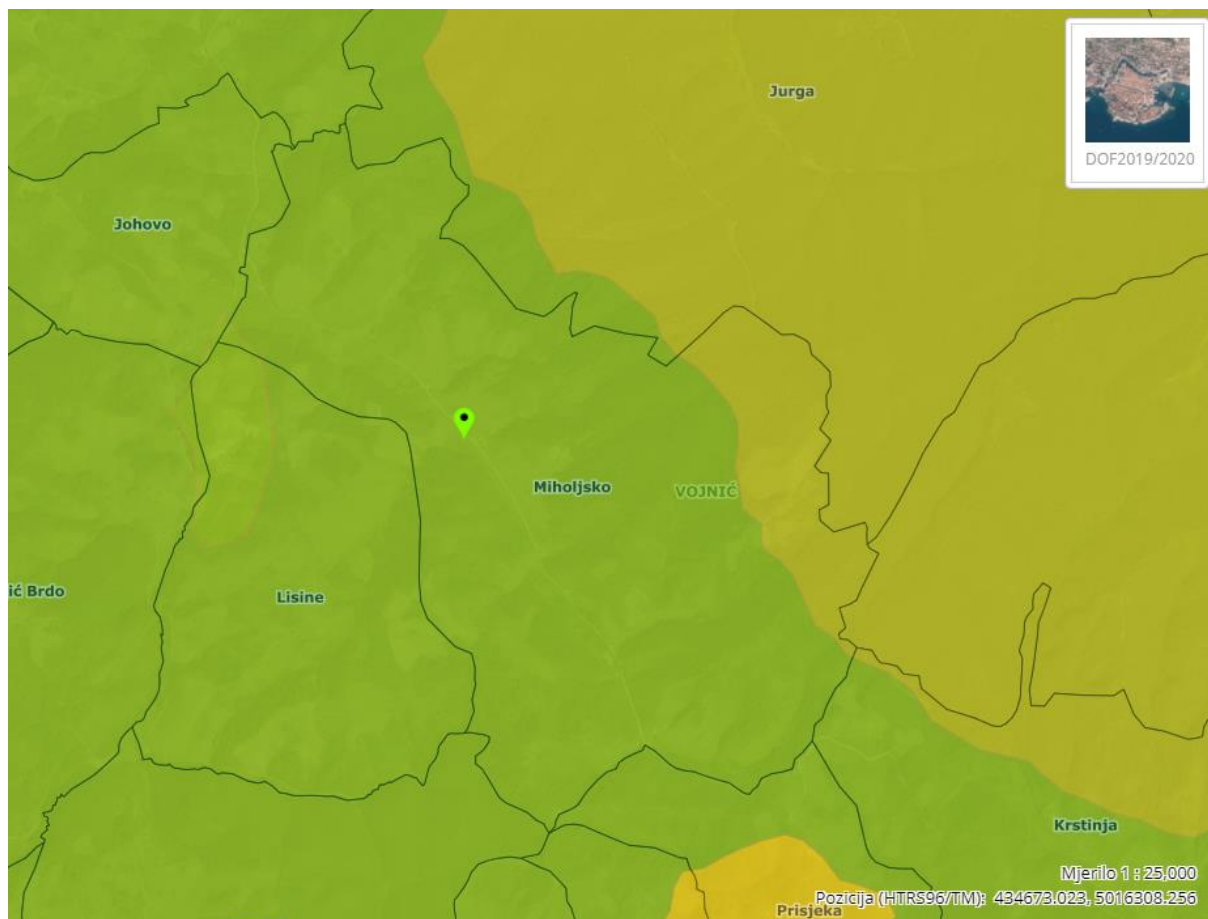 Jurga
DOF2019/2020
Johovo
Miholjsko
VOJNIĆ
ić Brdo
Lisine
Krstinja
Mjerilo 1 : 25,000
Pozicija (HTRS96/TM): 434673.023, 5016308.256
Prisjeka